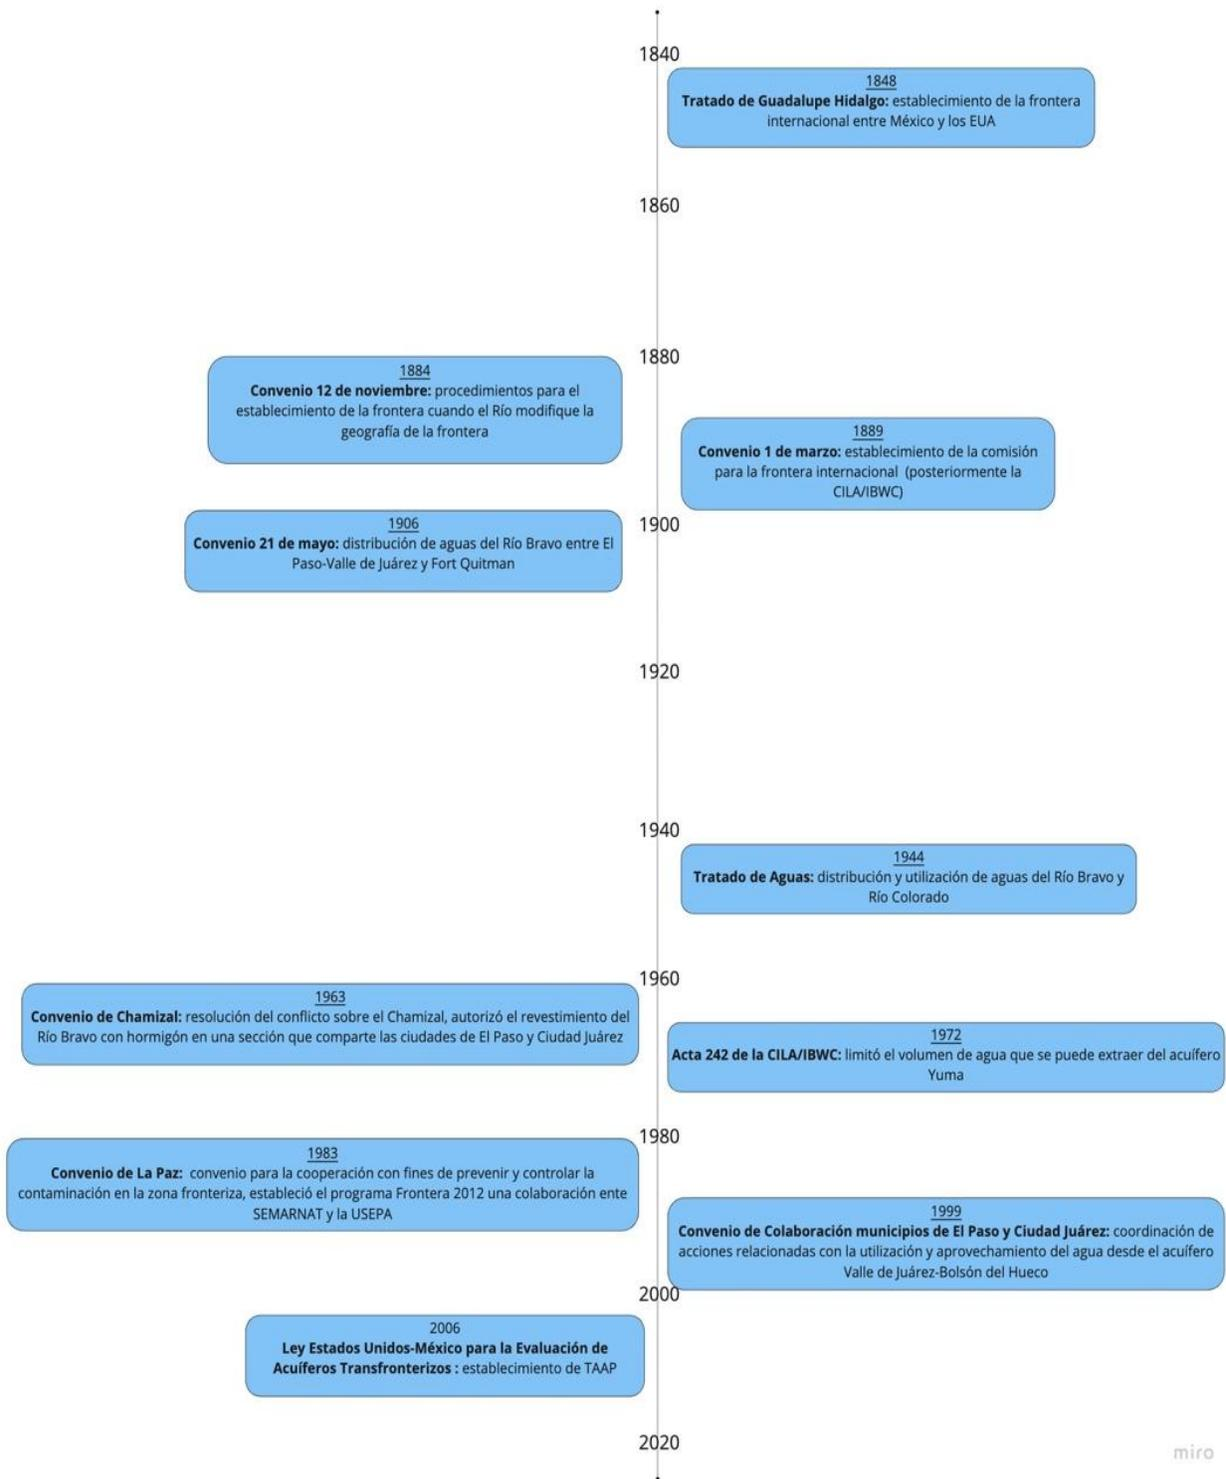 1840
1848
Tratado de Guadalupe Hidalgo: establecimiento de la frontera
internacional entre México y los EUA
1860
1880
1884
Convenio 12 de noviembre: procedimientos para el
establecimiento de la frontera cuando el Río modifique la
geografía de la frontera
1889
Convenio 1 de marzo: establecimiento de la comisión
para la frontera internacional (posteriormente la
CILA/IBWC)
1900
1906
Convenio 21 de mayo: distribución de aguas del Río Bravo entre El
Paso-Valle de Juárez y Fort Quitman
1920
1940
1944
Tratado de Aguas: distribución y utilización de aguas del Río Bravo y
Río Colorado
1960
1963
Convenio de Chamizal: resolución del conflicto sobre el Chamizal, autorizó el revestimiento del
Río Bravo con hormigón en una sección que comparte las ciudades de El Paso y Ciudad Juárez
1972
Acta 242 de la CILA/IBWC: limitó el volumen de agua que se puede extraer del acuífero
Yuma
1980
1983
Convenio de La Paz: convenio para la cooperación con fines de prevenir y controlar la
contaminación en la zona fronteriza, estableció el programa Frontera 2012 una colaboración ente
SEMARNAT y la USEPA
1999
Convenio de Colaboración municipios de El Paso y Ciudad Juárez: coordinación de
acciones relacionadas con la utilización y aprovechamiento del agua desde el acuífero
Valle de Juárez-Bolsón del Hueco
2000
2006
Ley Estados Unidos-México para la Evaluación de
Acuíferos Transfronterizos : establecimiento de TAAP
2020
miro